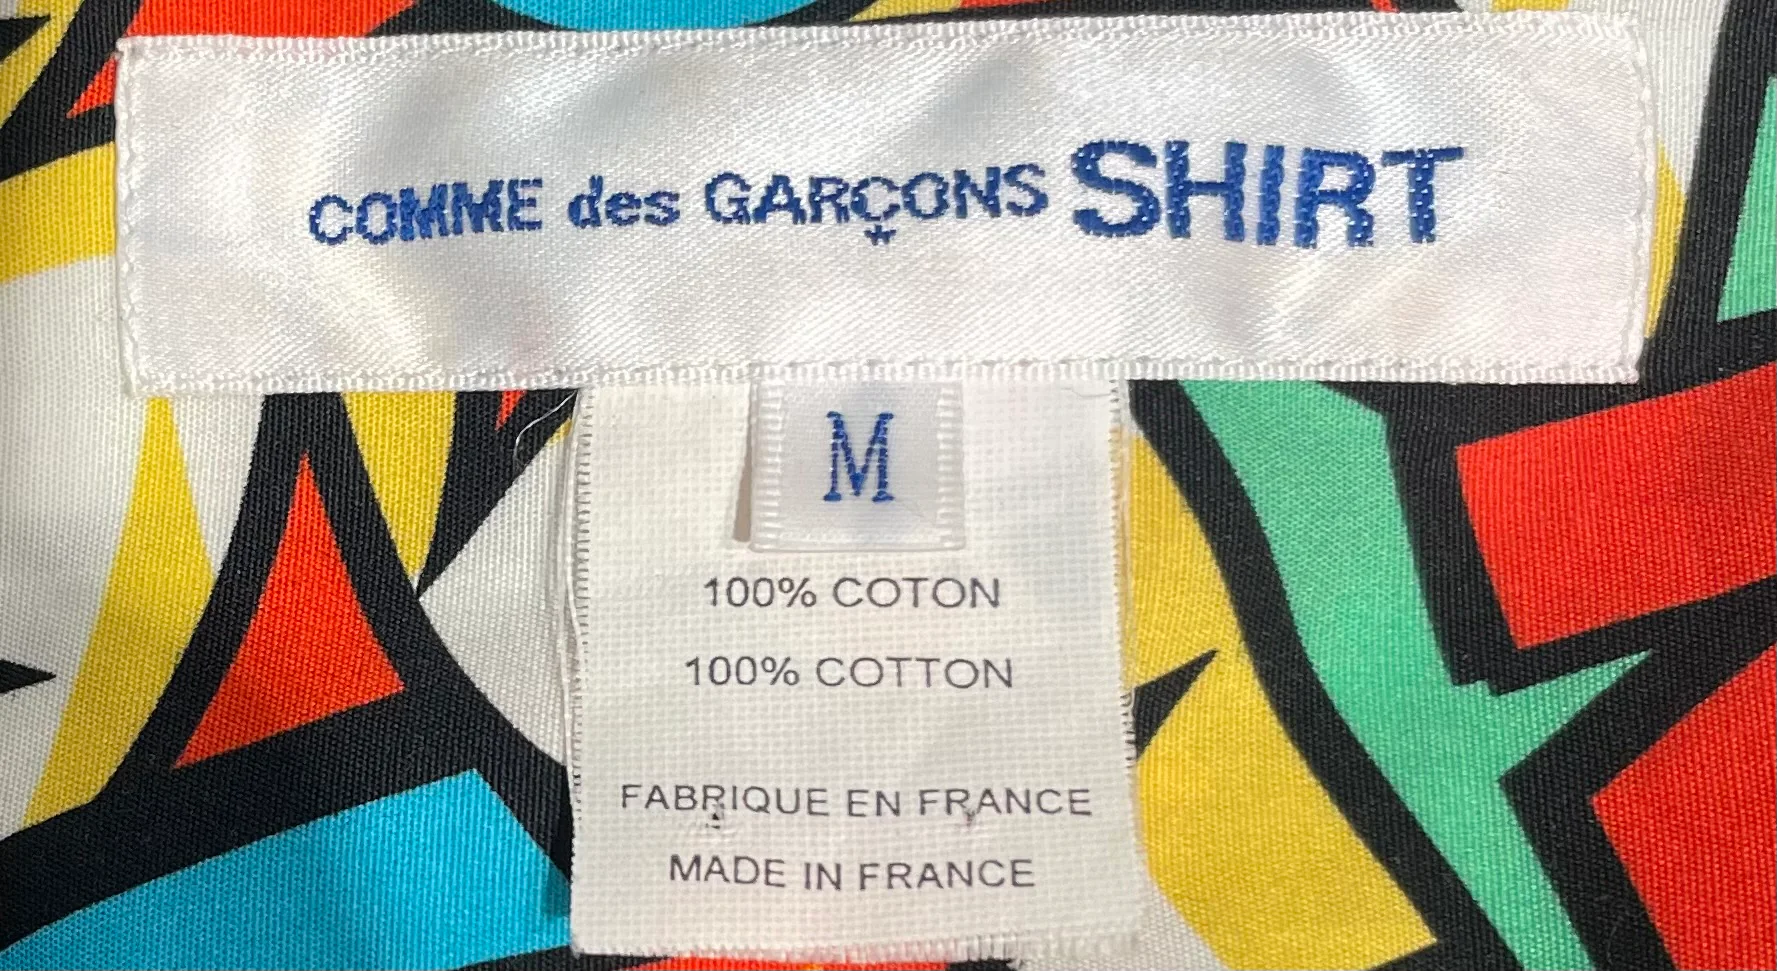 COMME des GARÇONS SHIRT
M
100% COTON
100% COTTON
FABRIQUE EN FRANCE
MADE IN FRANCE